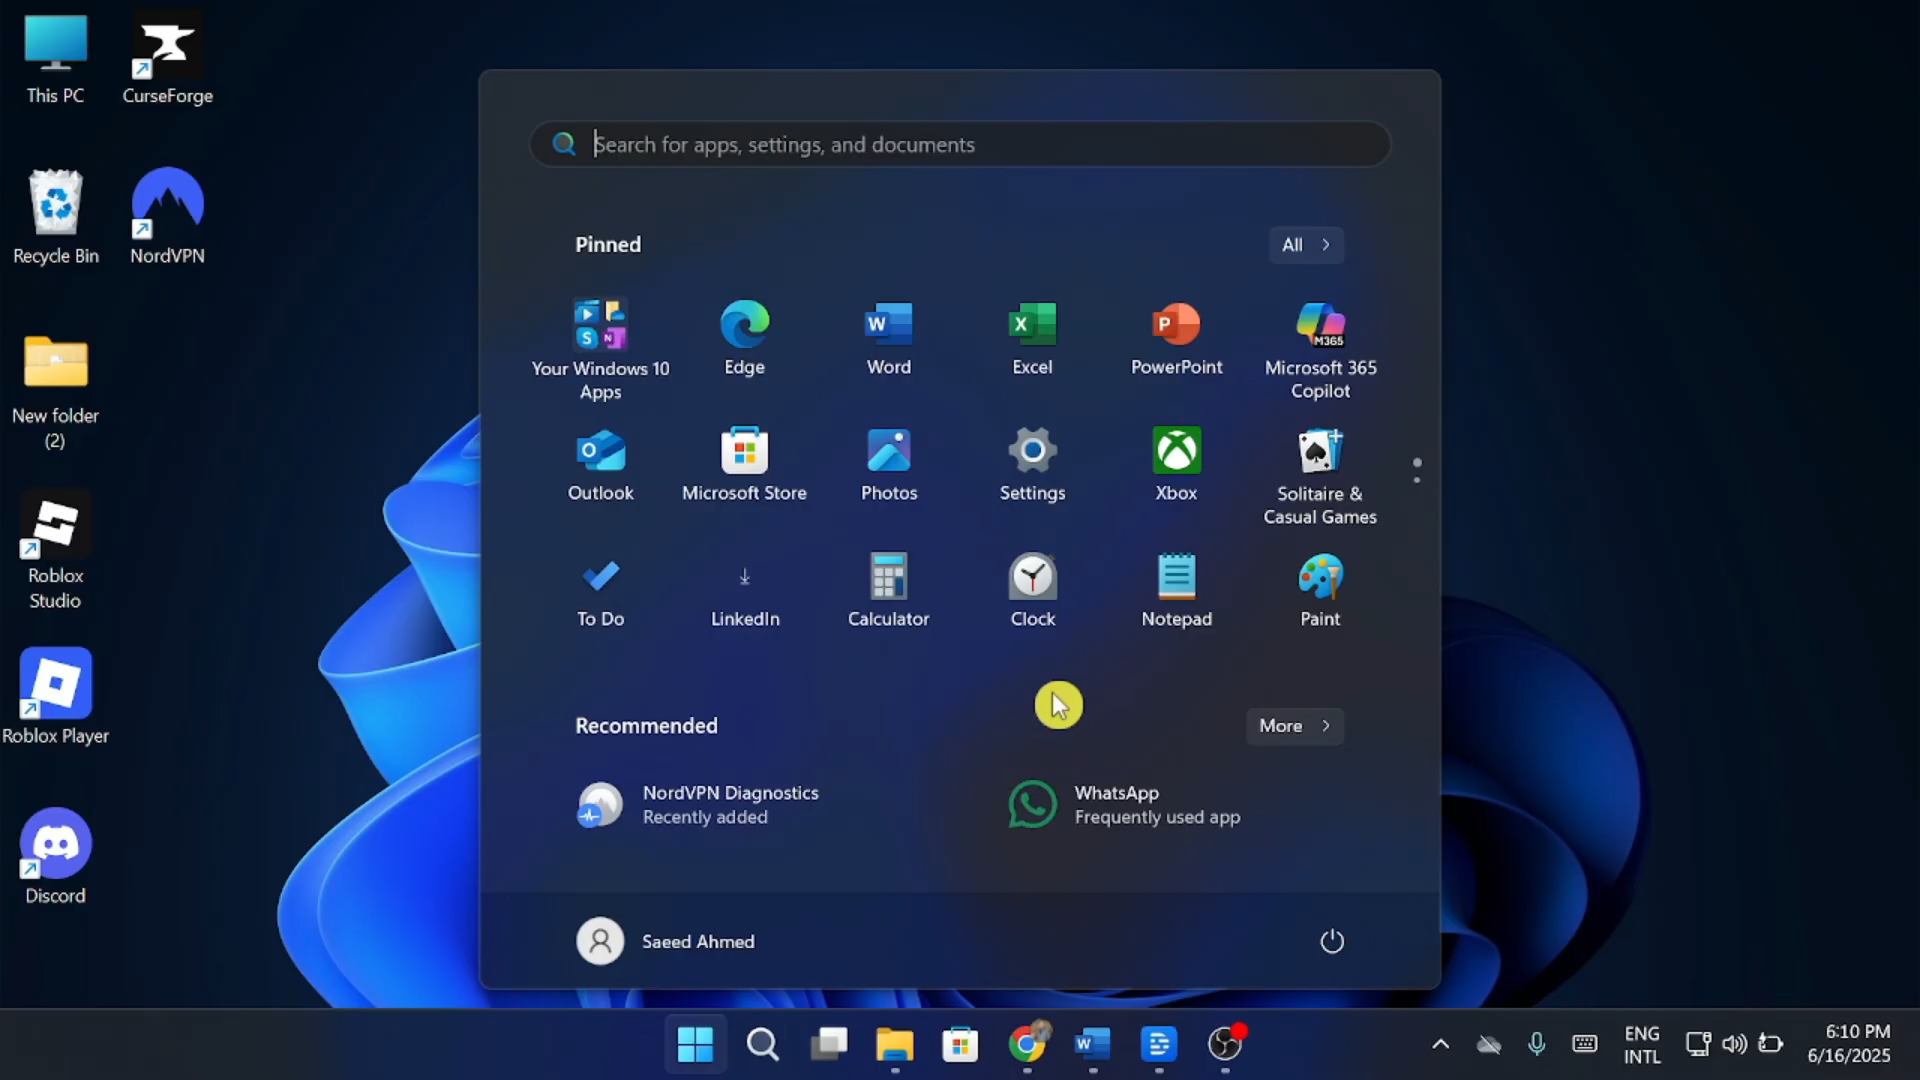 This PC
CurseForge
Recycle Bin
NordVPN
New folder
(2)
Roblox
Studio
Roblox Player
Discord
Search for apps, settings, and documents
Pinned
All
Your Windows 10
Apps
Edge
Word
Excel
PowerPoint
M365
Microsoft 365
Copilot
Outlook
Microsoft Store
Photos
Settings
Xbox
Solitaire &
Casual Games
To Do
LinkedIn
Calculator
Clock
Notepad
Paint
Recommended
More
NordVPN Diagnostics
Recently added
WhatsApp
Frequently used app
Saeed Ahmed
ENG
INTL
6:10 PM
6/16/2025